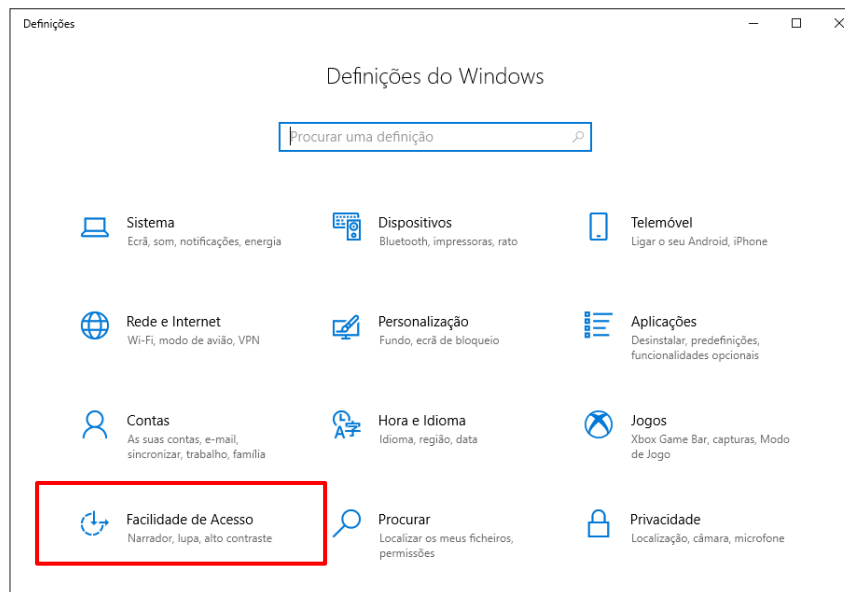 Definições
Definições do Windows
Procurar uma definição
Sistema
Ecrã, som, notificações, energia
Dispositivos
Bluetooth, impressoras, rato
Telemóvel
Ligar o seu Android, iPhone
Rede e Internet
Wi-Fi, modo de avião, VPN
Personalização
Fundo, ecrã de bloqueio
Aplicações
Desinstalar, predefinições,
funcionalidades opcionais
Contas
As suas contas, e-mail,
sincronizar, trabalho, família
Hora e Idioma
Idioma, região, data
Jogos
Xbox Game Bar, capturas, Modo
de Jogo
Facilidade de Acesso
Narrador, lupa, alto contraste
Procurar
Localizar os meus ficheiros,
permissões
Privacidade
Localização, câmara, microfone